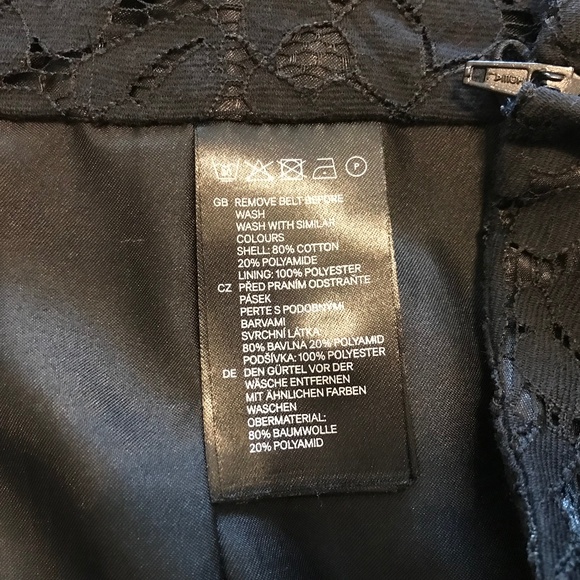 P
GB REMOVE BELT BEFORE
WASH
WASH WITH SIMILAR
COLOURS
SHELL: 80% COTTON
20% POLYAMIDE
LINING: 100% POLYESTER
CZ PŘED PRANÍM ODSTRAŇTE
PÁSEK
PERTE S PODOBNÝMI
BARVAMI
SVRCHNÍ LÁTKA:
80% BAVLNA 20% POLYAMID
PODŠÍVKA: 100% POLYESTER
DE DEN GÜRTEL VOR DER
WÄSCHE ENTFERNEN
MIT ÄHNLICHEN FARBEN
WASCHEN
OBERMATERIAL:
80% BAUMWOLLE
20% POLYAMID